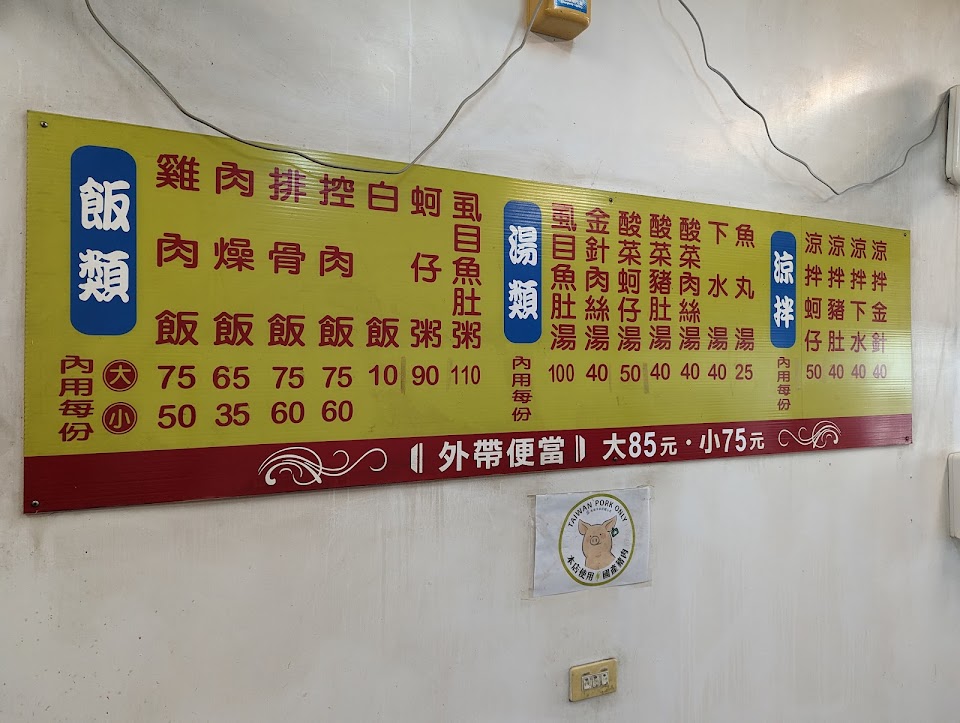 飯類
內用每份
大
小
雞肉飯 75 50
肉燥飯 65 35
排骨飯 75 60
控肉飯 75 60
白飯 10
蚵仔粥 90
虱目魚肚粥 110
湯類
內用每份
虱目魚肚湯 100
金針肉絲湯 40
酸菜蚵仔湯 50
酸菜豬肚湯 40
酸菜肉絲湯 40
下水湯 40
魚丸湯 25
涼拌
內用每份
涼拌蚵仔 50
涼拌豬肚 40
涼拌下水 40
涼拌金針 40
外帶便當 大85元・小75元
TAIWAN PORK ONLY
本店使用 國產豬肉